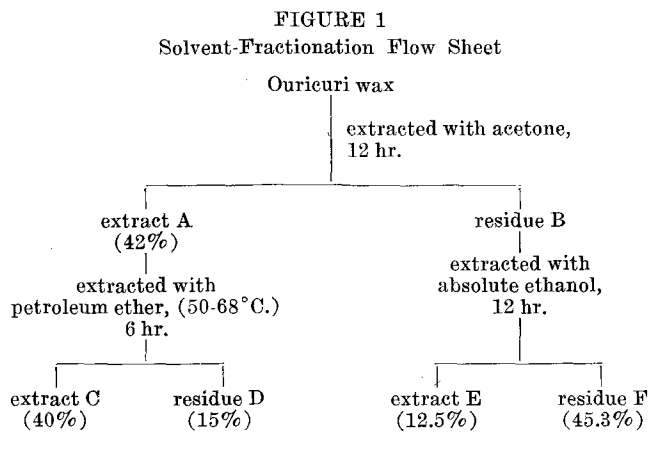 FIGURE 1
Solvent-Fractionation Flow Sheet
Ouricuri wax
extracted with acetone,
12 hr.
extract A
(42%)
residue B
extracted with
petroleum ether, (50-68°C.)
6 hr.
extracted with
absolute ethanol,
12 hr.
extract C
(40%)
residue D
(15%)
extract E
(12.5%)
residue F
(45.3%)